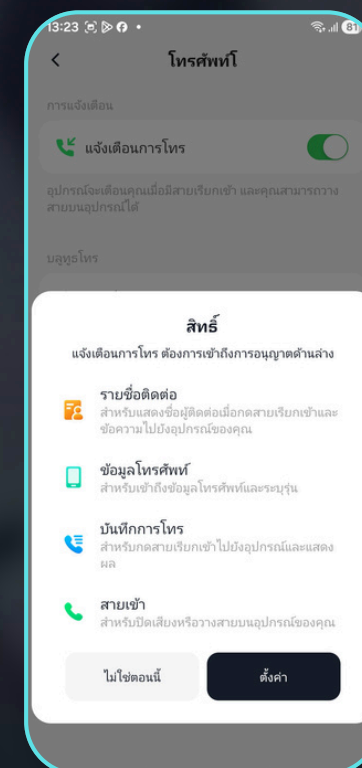 13:23
81
โทรศัพท์โ
การแจ้งเตือน
แจ้งเตือนการโทร
อุปกรณ์จะเตือนคุณเมื่อมีสายเรียกเข้า และคุณสามารถวาง
สายบนอุปกรณ์ได้
บลูทูธโทร
สิทธิ์
แจ้งเตือนการโทร ต้องการเข้าถึงการอนุญาตด้านล่าง
รายชื่อติดต่อ
สำหรับแสดงชื่อผู้ติดต่อเมื่อกดสายเรียกเข้าและ
ข้อความไปยังอุปกรณ์ของคุณ
ข้อมูลโทรศัพท์
สำหรับเข้าถึงข้อมูลโทรศัพท์และระบุรุ่น
บันทึกการโทร
สำหรับกดสายเรียกเข้าไปยังอุปกรณ์และแสดง
ผล
สายเข้า
สำหรับปิดเสียงหรือวางสายบนอุปกรณ์ของคุณ
ไม่ใช่ตอนนี้
ตั้งค่า